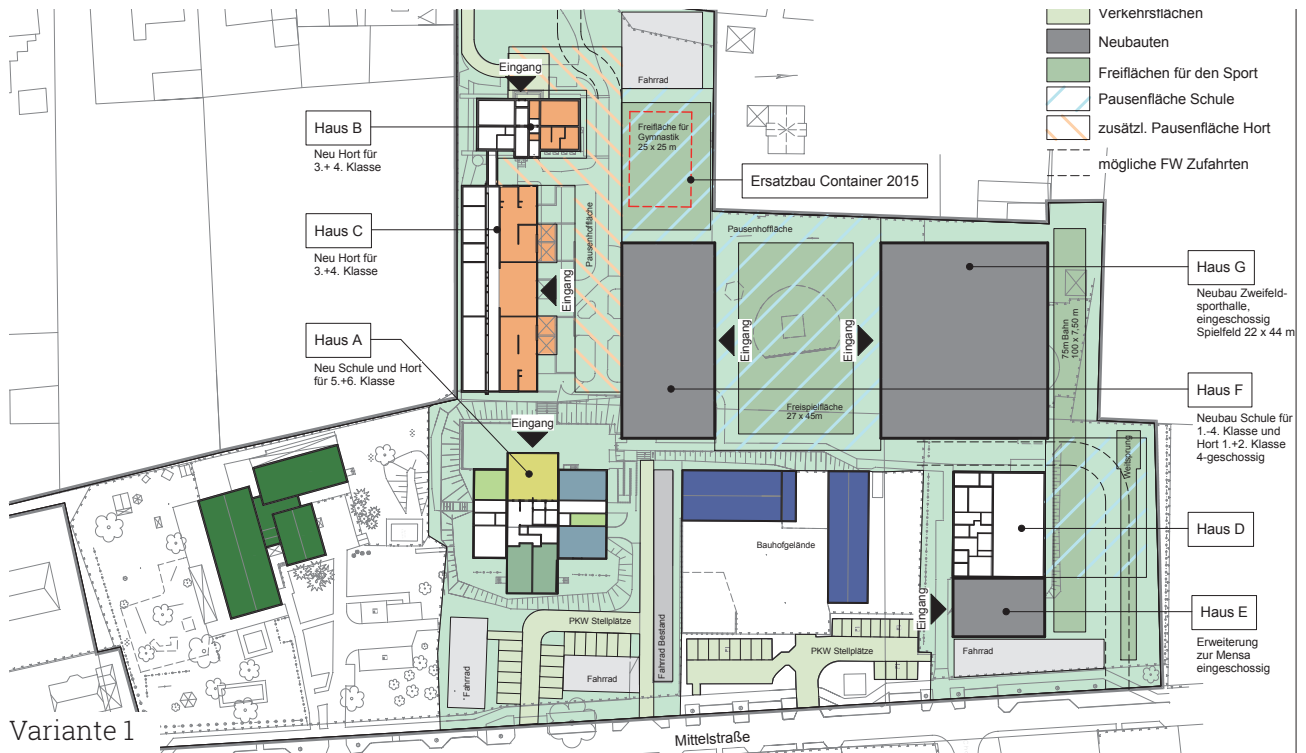 Verkehrsflächen
Neubauten
Freiflächen für den Sport
Pausenfläche Schule
zusätzl. Pausenfläche Hort
mögliche FW Zufahrten
Eingang
Fahrrad
Haus B
Neu Hort für
3.+ 4. Klasse
Freifläche für
Gymnastik
25 x 25 m
Ersatzbau Container 2015
Haus C
Neu Hort für
3.+4. Klasse
Pausenhoffläche
Pausenhoffläche
Eingang
Haus G
Neubau Zweifeld-
sporthalle,
eingeschossig
Spielfeld 22 x 44 m
Haus A
Neu Schule und Hort
für 5.+6. Klasse
Eingang
Eingang
75m Bahn
100 x 7,50 m
Freispielfläche
27 x 45m
Haus F
Neubau Schule für
1.-4. Klasse und
Hort 1.+2. Klasse
4-geschossig
Eingang
Weitsprung
Bauhofgelände
Haus D
Eingang
Haus E
Erweiterung
zur Mensa
eingeschossig
PKW Stellplätze
PKW Stellplätze
Fahrrad Bestand
Fahrrad
Fahrrad
Fahrrad
Mittelstraße
Variante 1